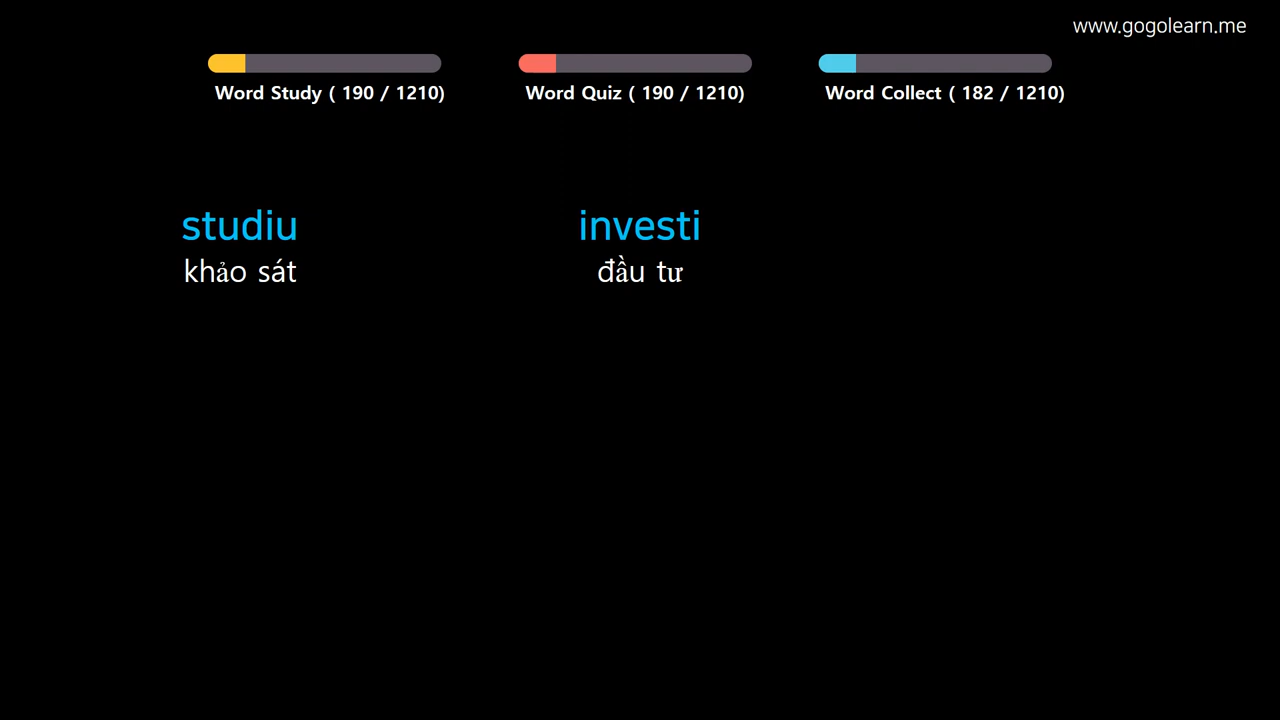 www.gogolearn.me
Word Study ( 190 / 1210)
Word Quiz ( 190 / 1210)
Word Collect ( 182 / 1210)
studiu
khảo sát
investi
đầu tư